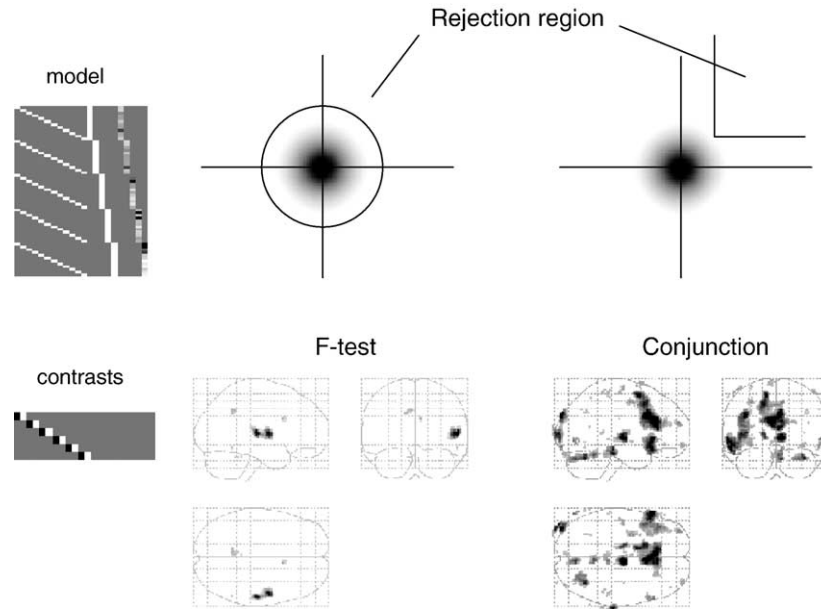 Rejection region
model
F-test
Conjunction
contrasts